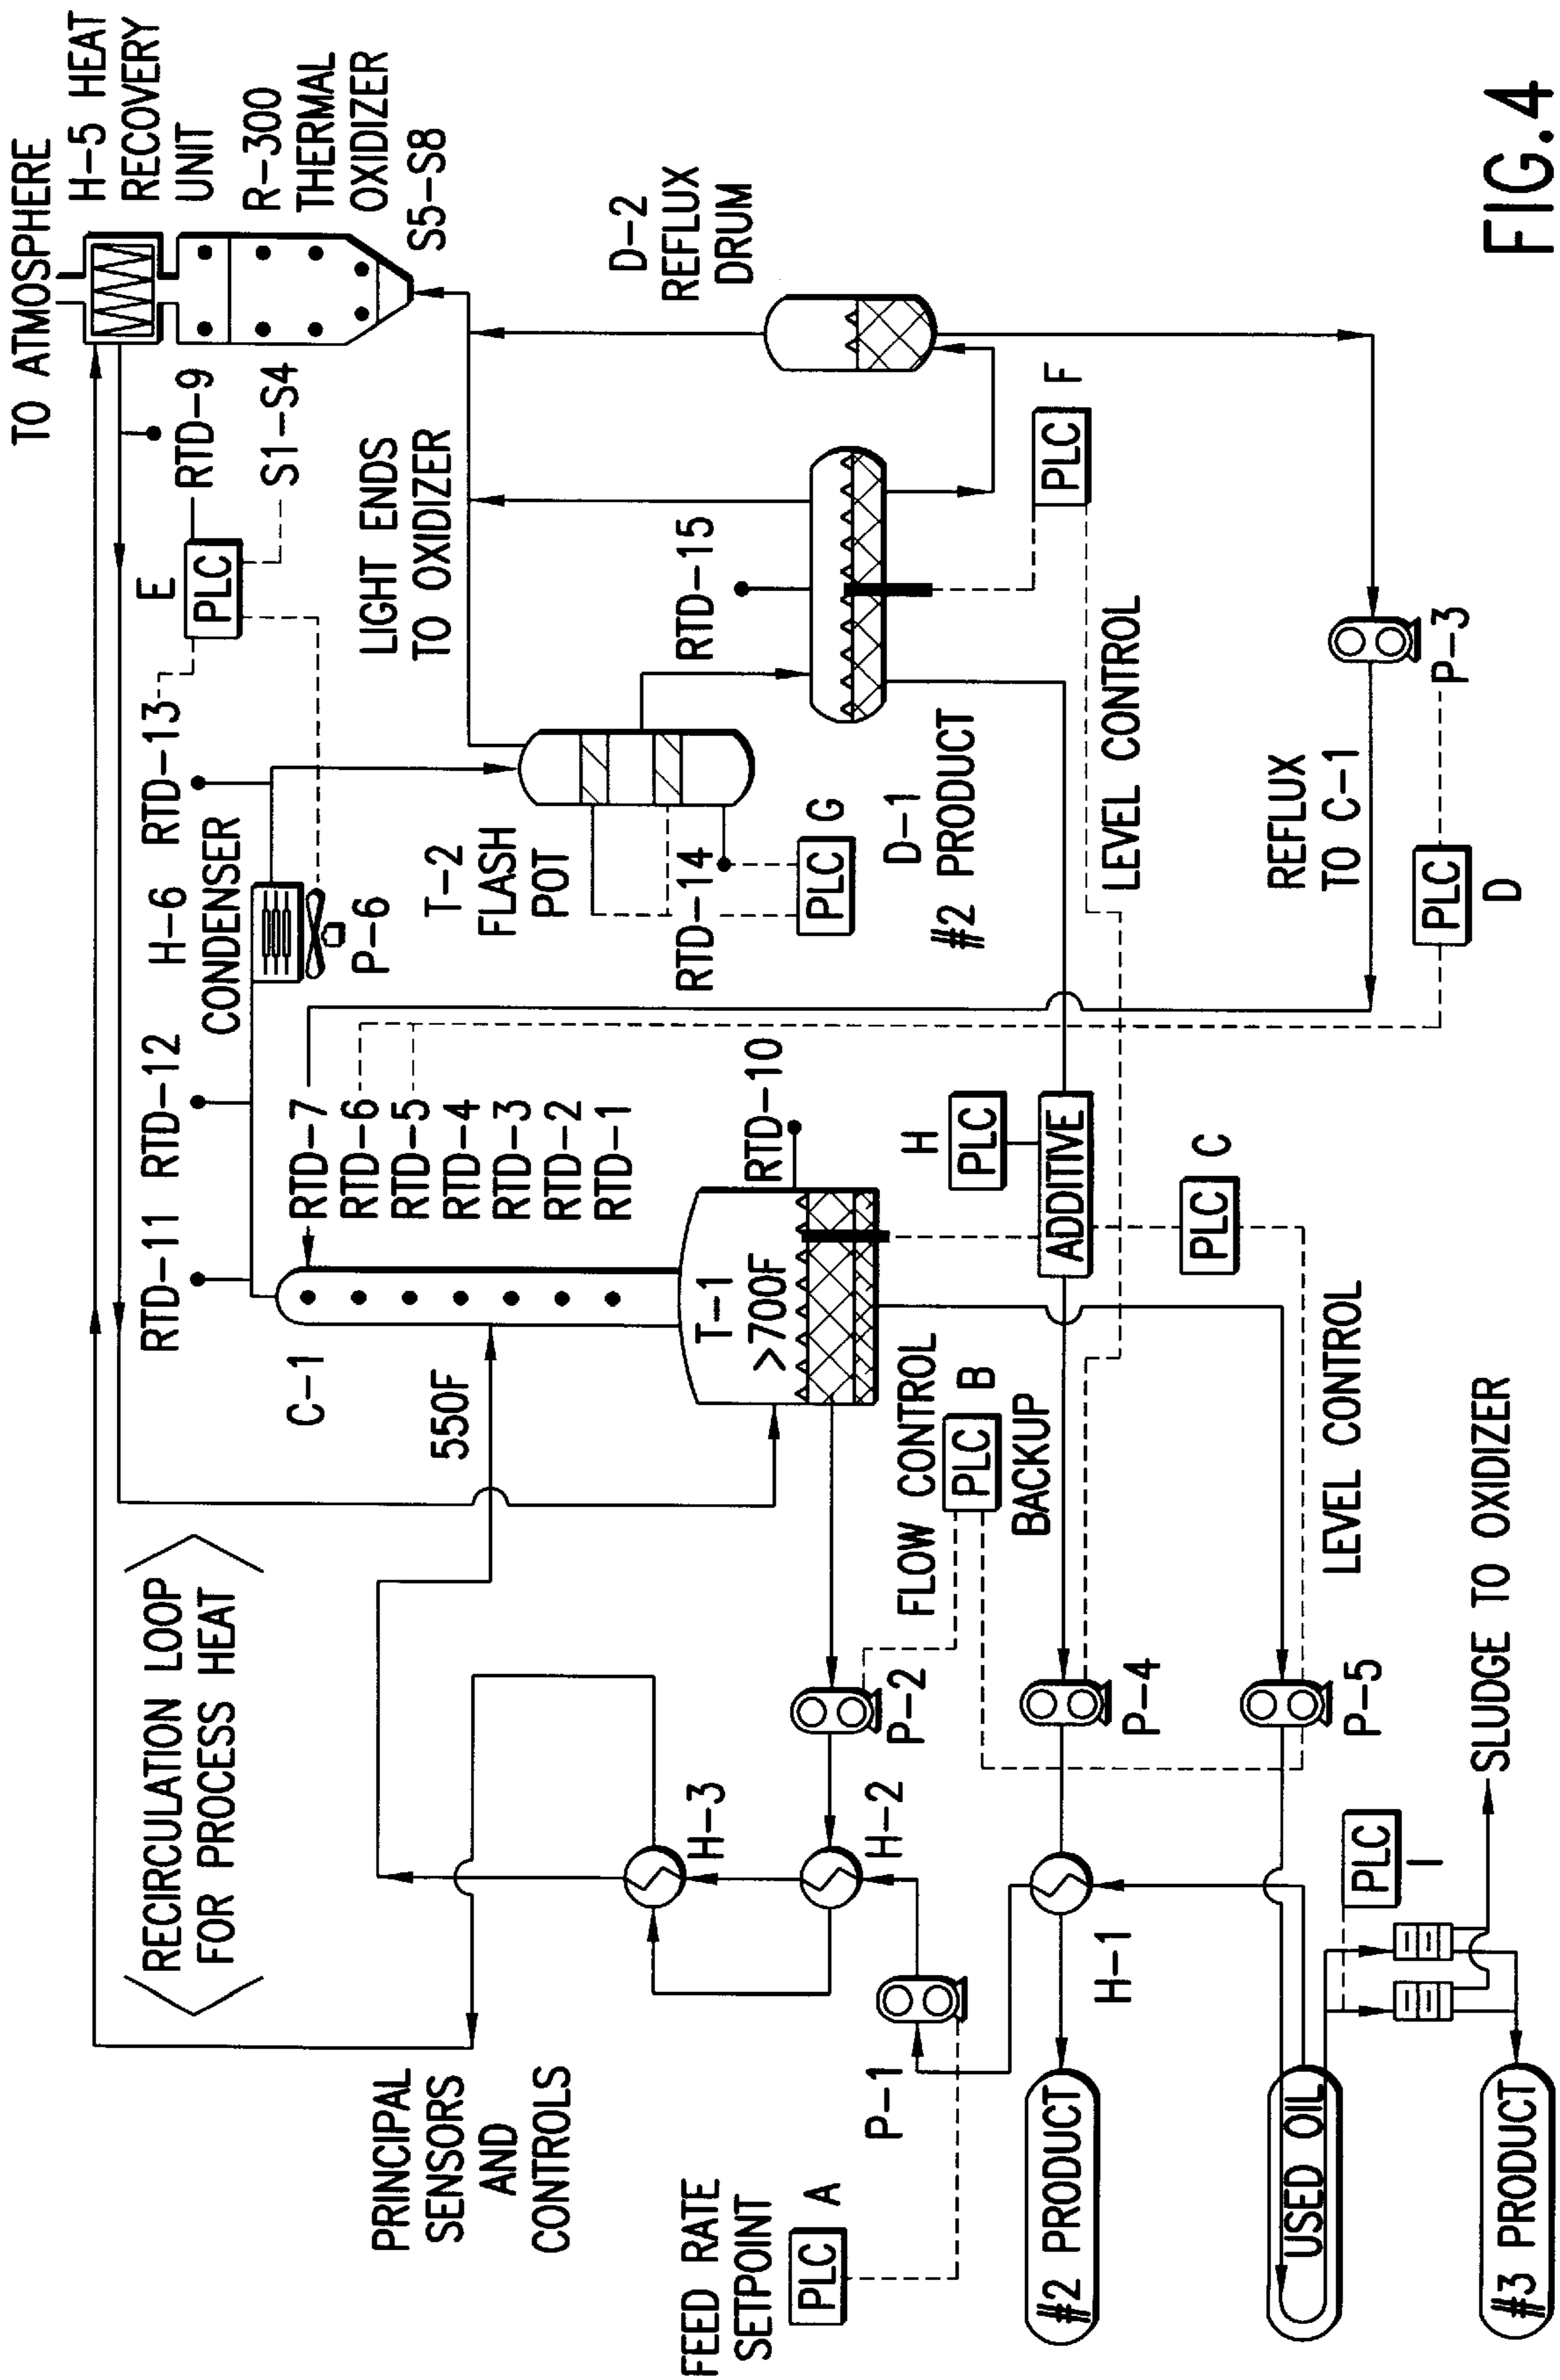 TO ATMOSPHERE
H-5 HEAT
RECOVERY
UNIT
R-300
THERMAL
OXIDIZER
S5-S8
RTD-9
S1-S4
E
PLC
RTD-13
H-6
CONDENSER
P-6
RTD-12
RTD-11
<RECIRCULATION LOOP
FOR PROCESS HEAT>
LIGHT ENDS
TO OXIDIZER
D-2
REFLUX
DRUM
T-2
FLASH
POT
RTD-14
PLC
G
RTD-15
D-1
#2 PRODUCT
PLC
F
LEVEL CONTROL
C-1
550F
RTD-7
RTD-6
RTD-5
RTD-4
RTD-3
RTD-2
RTD-1
T-1
>700F
RTD-10
PRINCIPAL
SENSORS
AND
CONTROLS
H-3
H-2
P-2
FLOW CONTROL
PLC
B
BACKUP
H
PLC
ADDITIVE
PLC
C
REFLUX
TO C-1
P-3
PLC
D
FEED RATE
SETPOINT
PLC
A
P-1
H-1
P-4
#2 PRODUCT
USED OIL
P-5
LEVEL CONTROL
PLC
I
SLUDGE TO OXIDIZER
#3 PRODUCT
FIG.4